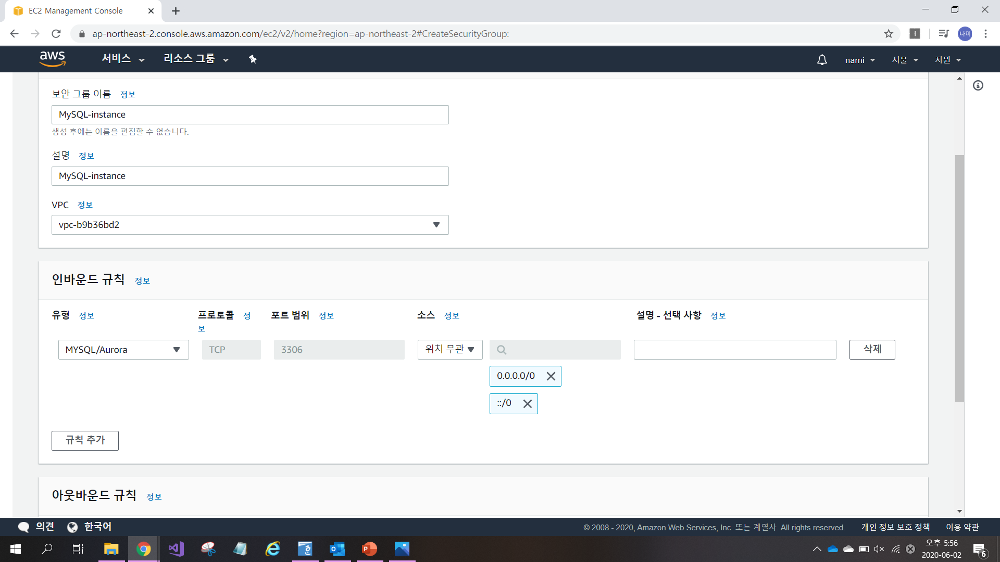 EC2 Management Console
ap-northeast-2.console.aws.amazon.com/ec2/v2/home?region=ap-northeast-2#CreateSecurityGroup:
나미
aws 서비스 리소스 그룹 nami 서울 지원
보안 그룹 이름 정보
MySQL-instance
생성 후에는 이름을 편집할 수 없습니다.
설명 정보
MySQL-instance
VPC 정보
vpc-b9b36bd2
인바운드 규칙 정보
유형 정보 프로토콜 정보 포트 범위 정보 소스 정보 설명 - 선택 사항 정보
MYSQL/Aurora TCP 3306 위치 무관 삭제
0.0.0.0/0
::/0
규칙 추가
아웃바운드 규칙 정보
의견 한국어 © 2008 - 2020, Amazon Web Services, Inc. 또는 계열사. All rights reserved. 개인 정보 보호 정책 이용 약관
오후 5:56
2020-06-02
6